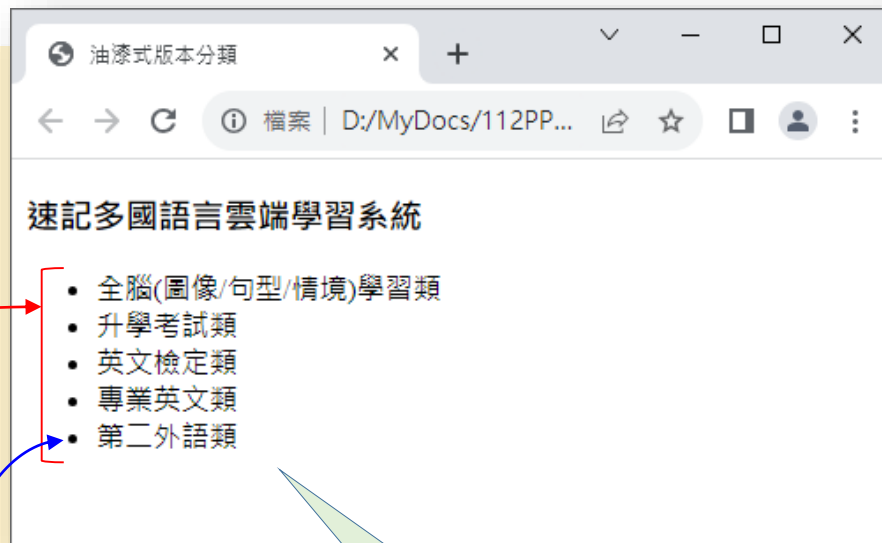 油漆式版本分類
檔案 | D:/MyDocs/112PP...
速記多國語言雲端學習系統
• 全腦(圖像/句型/情境)學習類
• 升學考試類
• 英文檢定類
• 專業英文類
• 第二外語類